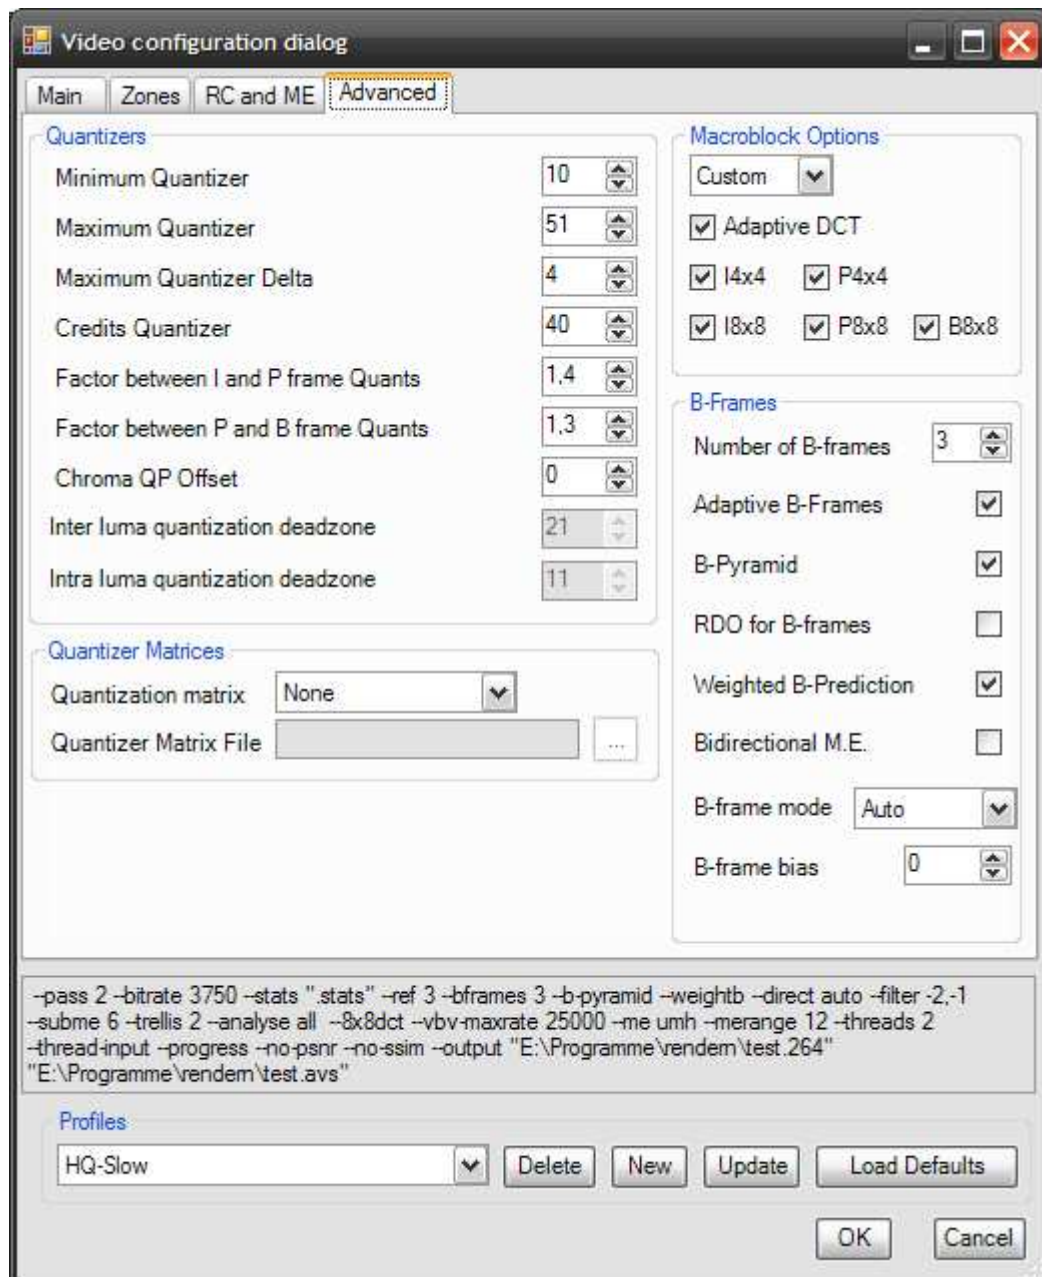 Video configuration dialog
Main Zones RC and ME Advanced
Quantizers
Minimum Quantizer 10
Maximum Quantizer 51
Maximum Quantizer Delta 4
Credits Quantizer 40
Factor between I and P frame Quants 1,4
Factor between P and B frame Quants 1,3
Chroma QP Offset 0
Inter luma quantization deadzone 21
Intra luma quantization deadzone 11
Quantizer Matrices
Quantization matrix None
Quantizer Matrix File ...
Macroblock Options
Custom
Adaptive DCT
I4x4 P4x4
I8x8 P8x8 B8x8
B-Frames
Number of B-frames 3
Adaptive B-Frames
B-Pyramid
RDO for B-frames
Weighted B-Prediction
Bidirectional M.E.
B-frame mode Auto
B-frame bias 0
--pass 2 --bitrate 3750 --stats ".stats" --ref 3 --bframes 3 --b-pyramid --weightb --direct auto --filter -2,-1
--subme 6 --trellis 2 --analyse all --8x8dct --vbv-maxrate 25000 --me umh --merange 12 --threads 2
--thread-input --progress --no-psnr --no-ssim --output "E:\Programme\rendern\test.264"
"E:\Programme\rendern\test.avs"
Profiles
HQ-Slow Delete New Update Load Defaults
OK Cancel